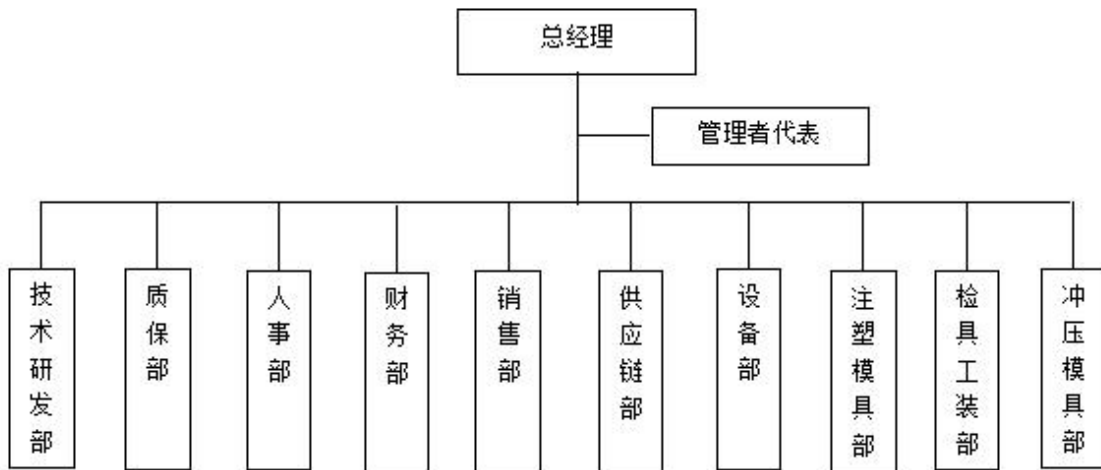 总经理
管理者代表
技术研发部
质保部
人事部
财务部
销售部
供应链部
设备部
注塑模具部
检具工装部
冲压模具部